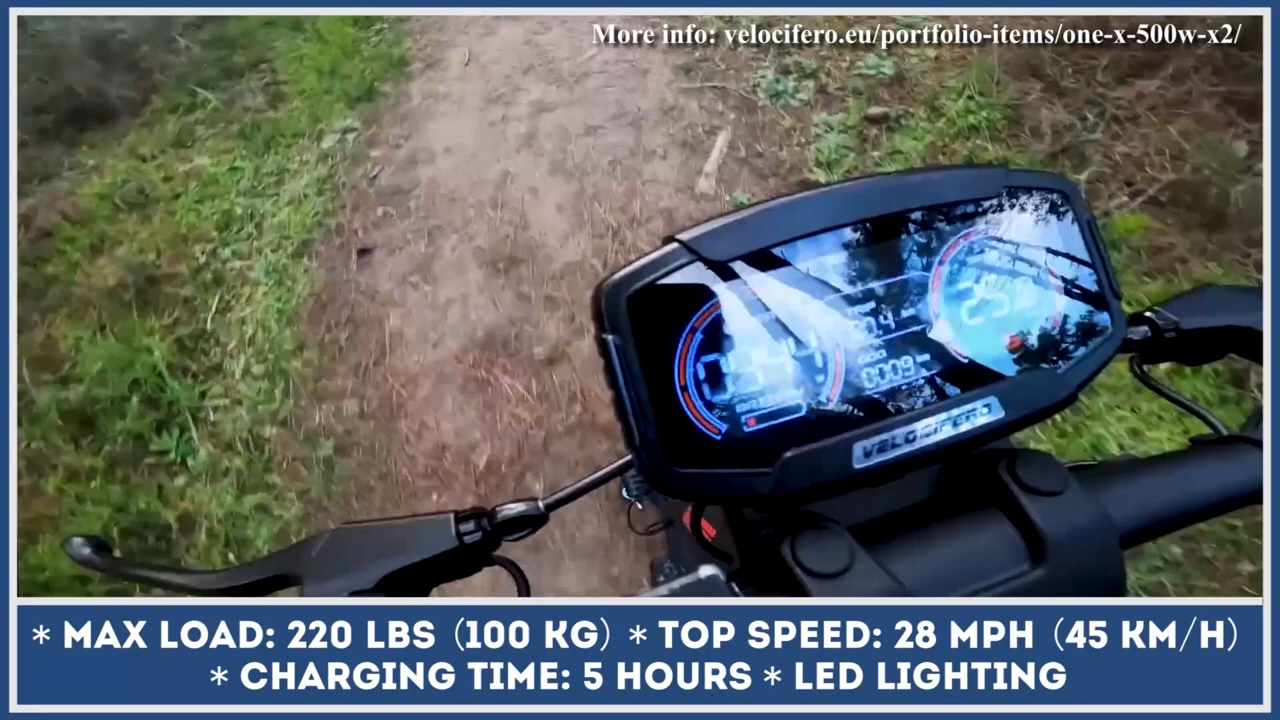 More info: velocifero.eu/portfolio-items/one-x-500w-x2/
0009
VELOCIFERO
* MAX LOAD: 220 LBS (100 KG) * TOP SPEED: 28 MPH (45 KM/H)
* CHARGING TIME: 5 HOURS * LED LIGHTING